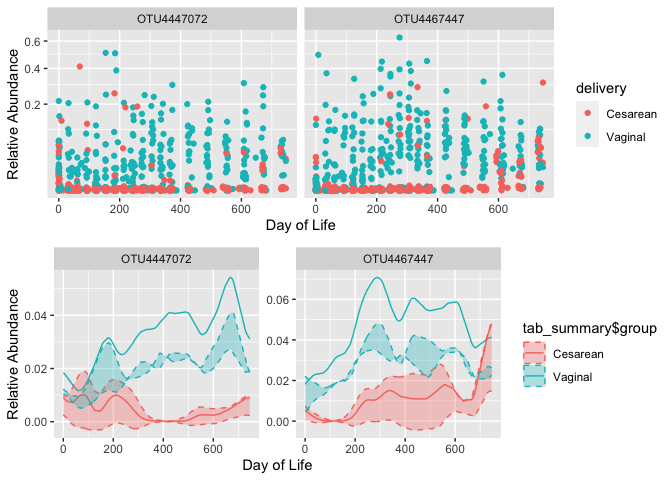 OTU4447072 OTU4467447
Relative Abundance
0.6
0.4
0.2
0 200 400 600 0 200 400 600
Day of Life
delivery
Cesarean
Vaginal
OTU4447072 OTU4467447
Relative Abundance
0.04
0.02
0.00
0.06
0.04
0.02
0.00
0 200 400 600 0 200 400 600
Day of Life
tab_summary$group
Cesarean
Vaginal